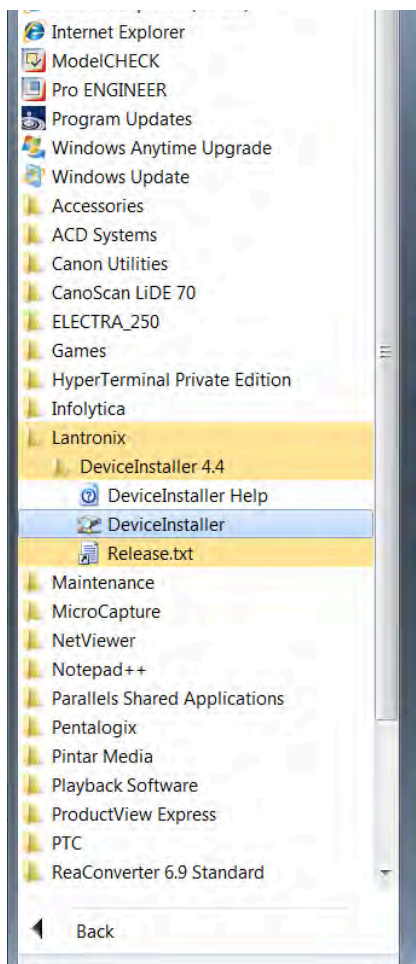 Internet Explorer
ModelCHECK
Pro ENGINEER
Program Updates
Windows Anytime Upgrade
Windows Update
Accessories
ACD Systems
Canon Utilities
CanoScan LiDE 70
ELECTRA_250
Games
HyperTerminal Private Edition
Infolytica
Lantronix
DeviceInstaller 4.4
DeviceInstaller Help
DeviceInstaller
Release.txt
Maintenance
MicroCapture
NetViewer
Notepad++
Parallels Shared Applications
Pentalogix
Pintar Media
Playback Software
ProductView Express
PTC
ReaConverter 6.9 Standard
Back